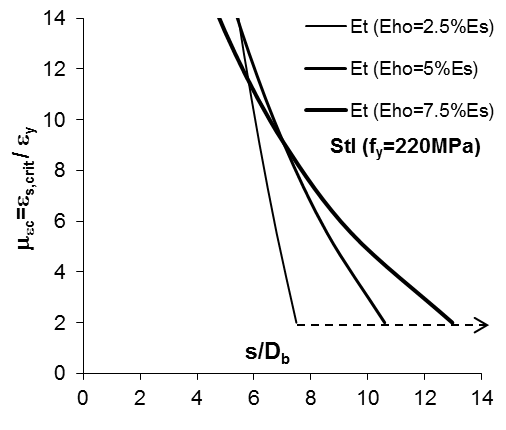 14
12
10
8
6
4
2
0
μεc=εs,crit/ εy
Et (Eho=2.5%Es)
Et (Eho=5%Es)
Et (Eho=7.5%Es)
StI (fy=220MPa)
s/Db
0 2 4 6 8 10 12 14